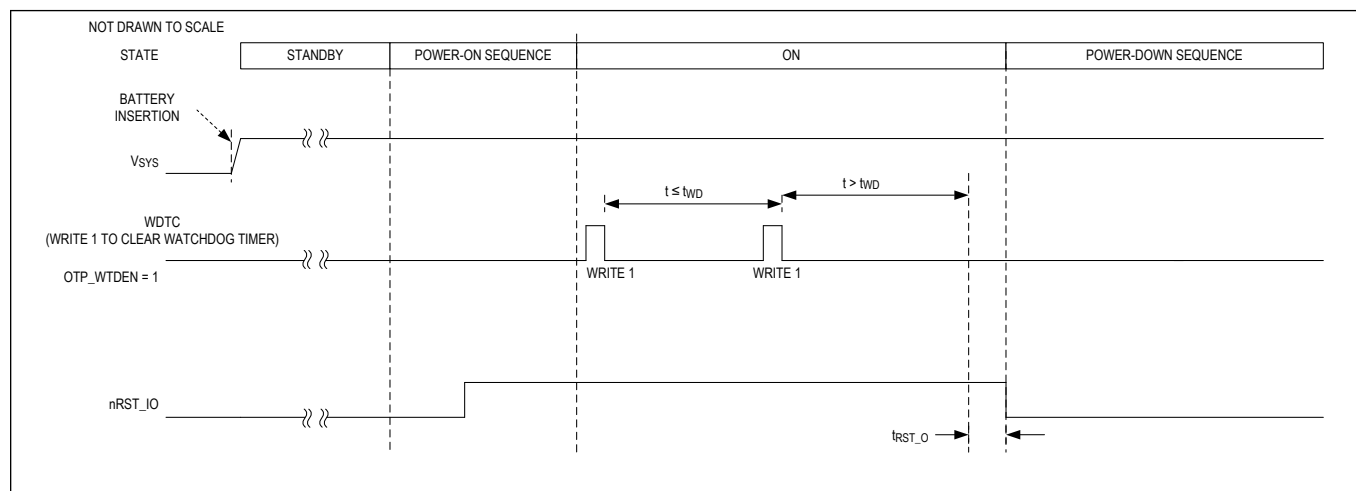 NOT DRAWN TO SCALE
STATE
STANDBY
POWER-ON SEQUENCE
ON
POWER-DOWN SEQUENCE
BATTERY
INSERTION
VSYS
t ≤ tWD
t > tWD
WDTC
(WRITE 1 TO CLEAR WATCHDOG TIMER)
OTP_WTDEN = 1
WRITE 1
WRITE 1
nRST_IO
tRST_O